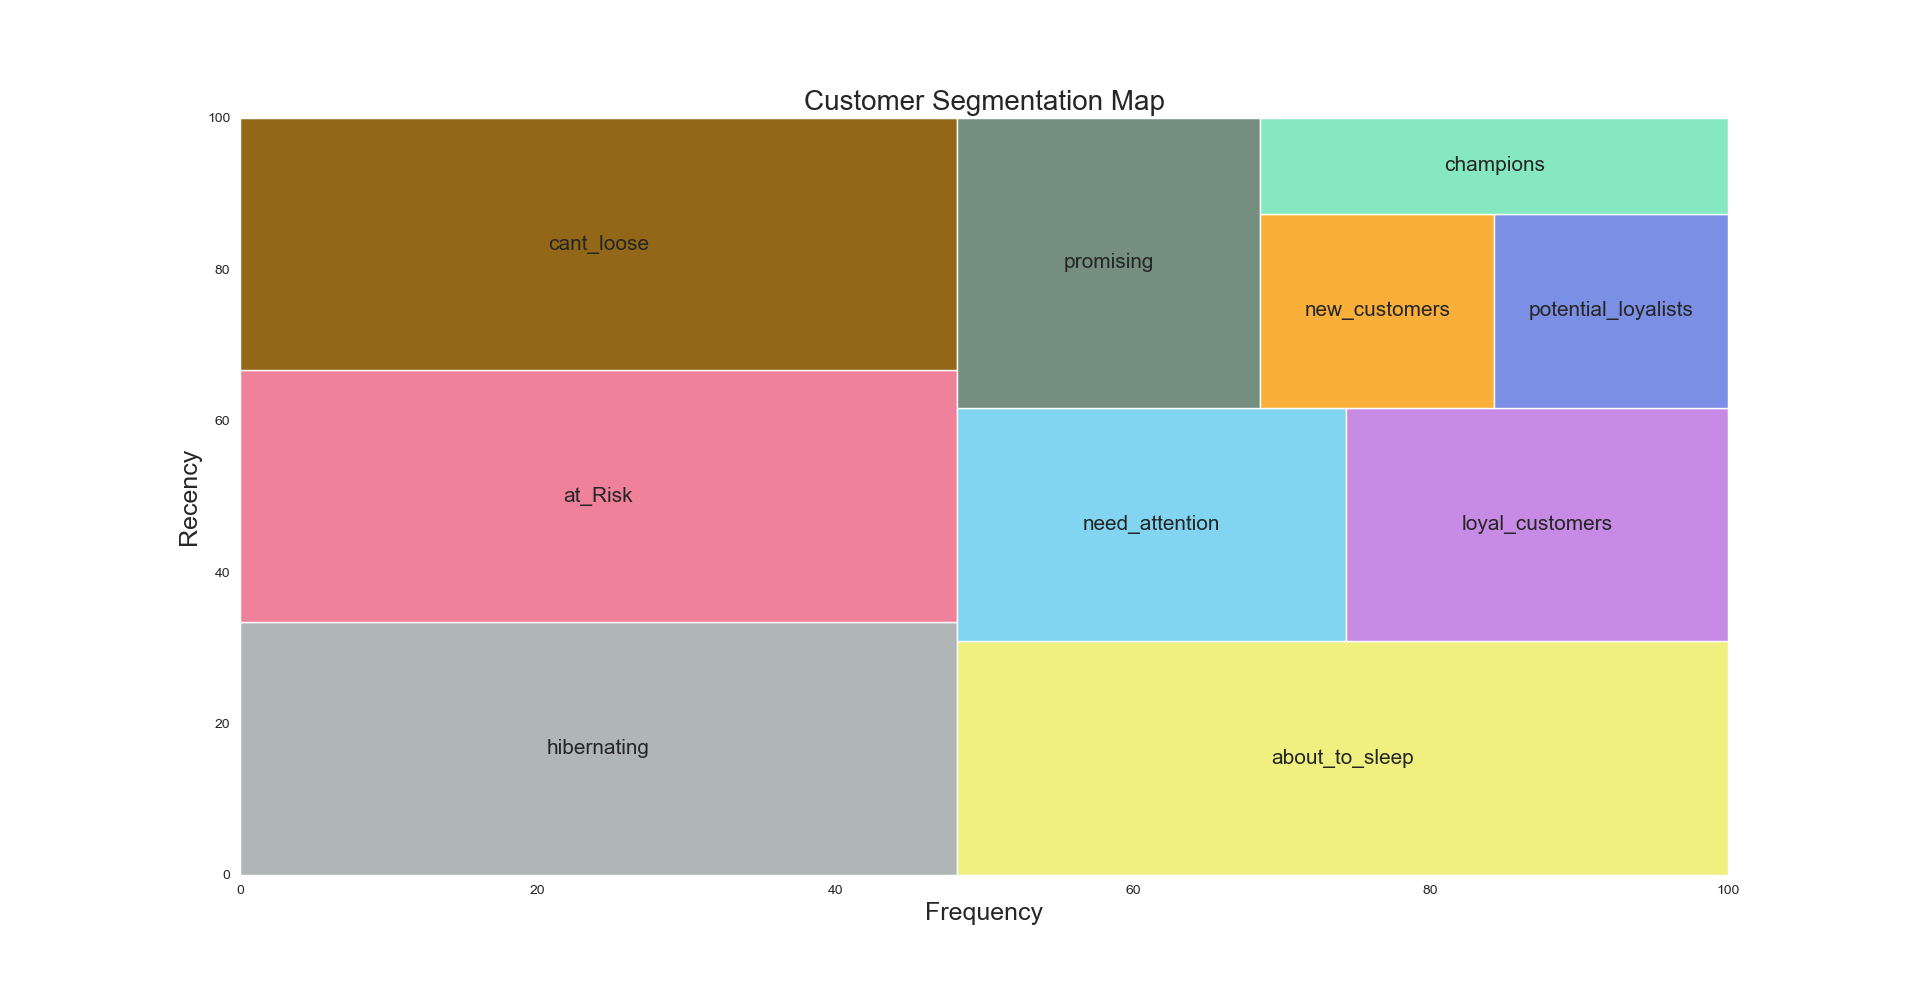 Customer Segmentation Map
100
80
60
40
20
0
Recency
cant_loose
promising
champions
new_customers
potential_loyalists
at_Risk
need_attention
loyal_customers
hibernating
about_to_sleep
0 20 40 60 80 100
Frequency